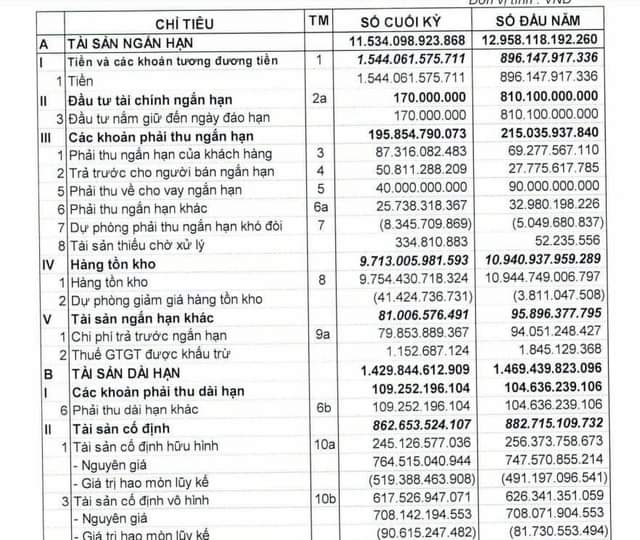 Đơn vị tính : VND
CHỈ TIÊU TM SỐ CUỐI KỲ SỐ ĐẦU NĂM
A TÀI SẢN NGẮN HẠN 11.534.098.923.868 12.958.118.192.260
I Tiền và các khoản tương đương tiền 1 1.544.061.575.711 896.147.917.336
1 Tiền 1.544.061.575.711 896.147.917.336
II Đầu tư tài chính ngắn hạn 2a 170.000.000 810.100.000.000
3 Đầu tư nắm giữ đến ngày đáo hạn 170.000.000 810.100.000.000
III Các khoản phải thu ngắn hạn 195.854.790.073 215.035.937.840
1 Phải thu ngắn hạn của khách hàng 3 87.316.082.483 69.277.567.110
2 Trả trước cho người bán ngắn hạn 4 50.811.288.209 27.775.617.785
5 Phải thu về cho vay ngắn hạn 5 40.000.000.000 90.000.000.000
6 Phải thu ngắn hạn khác 6a 25.738.318.367 32.980.198.226
7 Dự phòng phải thu ngắn hạn khó đòi 7 (8.345.709.869) (5.049.680.837)
8 Tài sản thiếu chờ xử lý 334.810.883 52.235.556
IV Hàng tồn kho 9.713.005.981.593 10.940.937.959.289
1 Hàng tồn kho 8 9.754.430.718.324 10.944.749.006.797
2 Dự phòng giảm giá hàng tồn kho (41.424.736.731) (3.811.047.508)
V Tài sản ngắn hạn khác 81.006.576.491 95.896.377.795
1 Chi phí trả trước ngắn hạn 9a 79.853.889.367 94.051.248.427
2 Thuế GTGT được khấu trừ 1.152.687.124 1.845.129.368
B TÀI SẢN DÀI HẠN 1.429.844.612.909 1.469.439.823.096
I Các khoản phải thu dài hạn 109.252.196.104 104.636.239.106
6 Phải thu dài hạn khác 6b 109.252.196.104 104.636.239.106
II Tài sản cố định 862.653.524.107 882.715.109.732
1 Tài sản cố định hữu hình 10a 245.126.577.036 256.373.758.673
- Nguyên giá 764.515.040.944 747.570.855.214
- Giá trị hao mòn lũy kế (519.388.463.908) (491.197.096.541)
3 Tài sản cố định vô hình 10b 617.526.947.071 626.341.351.059
- Nguyên giá 708.142.194.553 708.071.904.553
- Giá trị hao mòn lũy kế (90.615.247.482) (81.730.553.494)